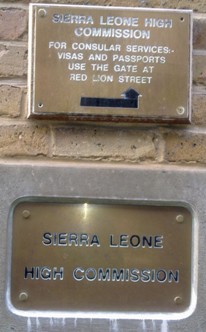 SIERRA LEONE HIGH
COMMISSION
FOR CONSULAR SERVICES:-
VISAS AND PASSPORTS
USE THE GATE AT
RED LION STREET
SIERRA LEONE
HIGH COMMISSION